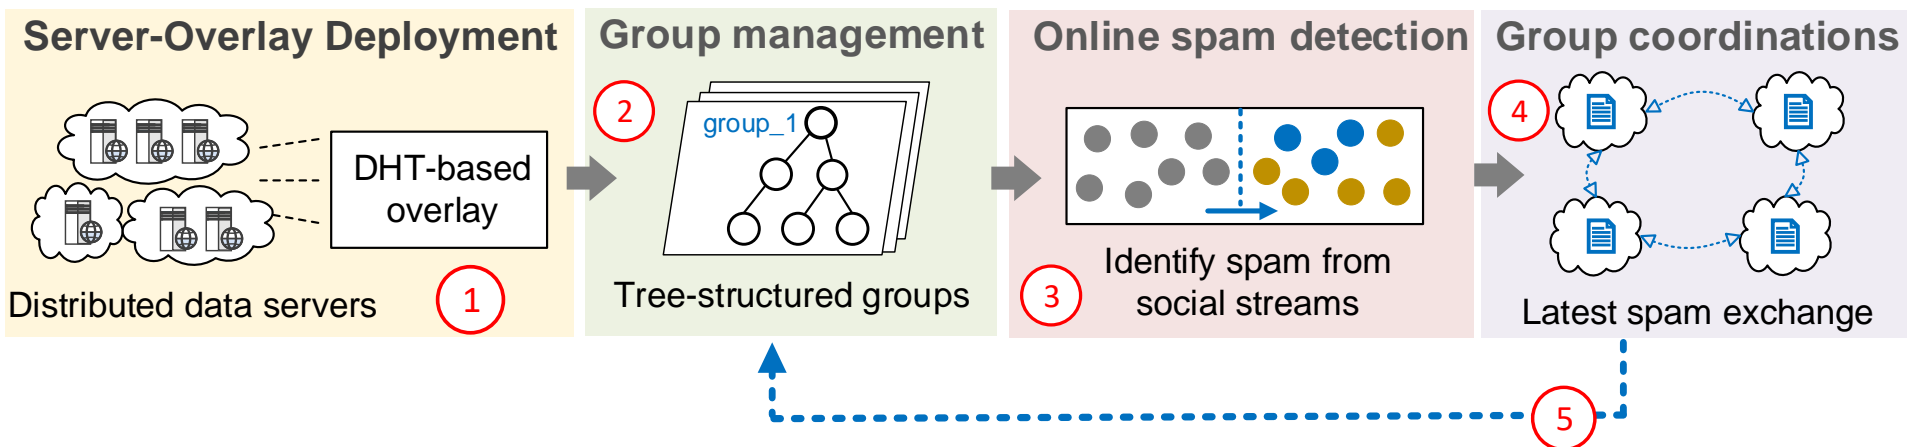 Server-Overlay Deployment
DHT-based
overlay
Distributed data servers
1
Group management
2
group_1
Tree-structured groups
Online spam detection
3
Identify spam from
social streams
Group coordinations
4
Latest spam exchange
5